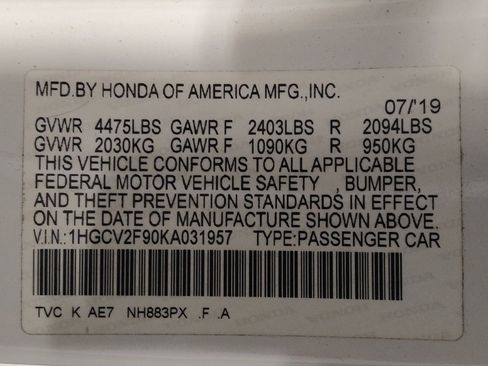 MFD.BY HONDA OF AMERICA MFG.,INC.
07/'19
GVWR 4475LBS GAWR F 2403LBS R 2094LBS
GVWR 2030KG GAWR F 1090KG R 950KG
THIS VEHICLE CONFORMS TO ALL APPLICABLE
FEDERAL MOTOR VEHICLE SAFETY , BUMPER,
AND THEFT PREVENTION STANDARDS IN EFFECT
ON THE DATE OF MANUFACTURE SHOWN ABOVE.
V.I.N.:1HGCV2F90KA031957 TYPE:PASSENGER CAR
TVC K AE7 NH883PX .F .A